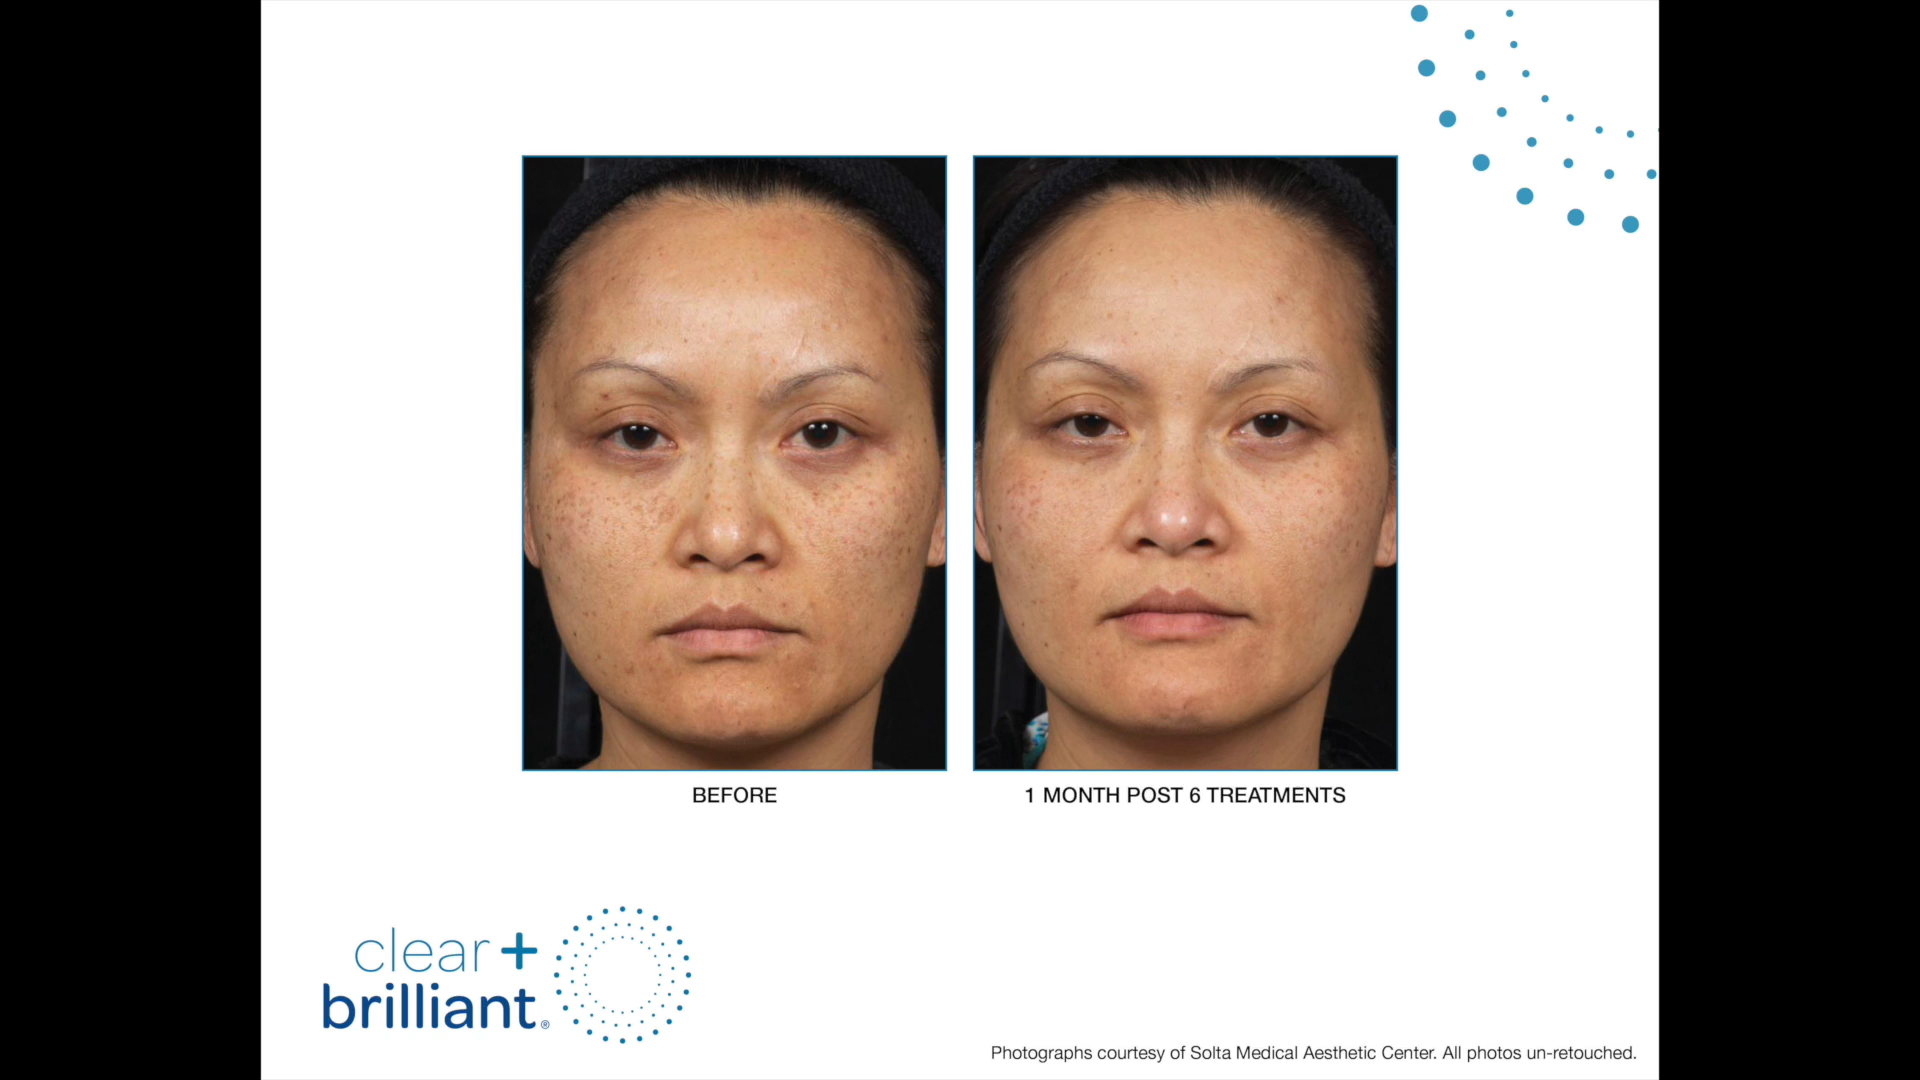 BEFORE
1 MONTH POST 6 TREATMENTS
clear +
brilliant®
Photographs courtesy of Solta Medical Aesthetic Center. All photos un-retouched.